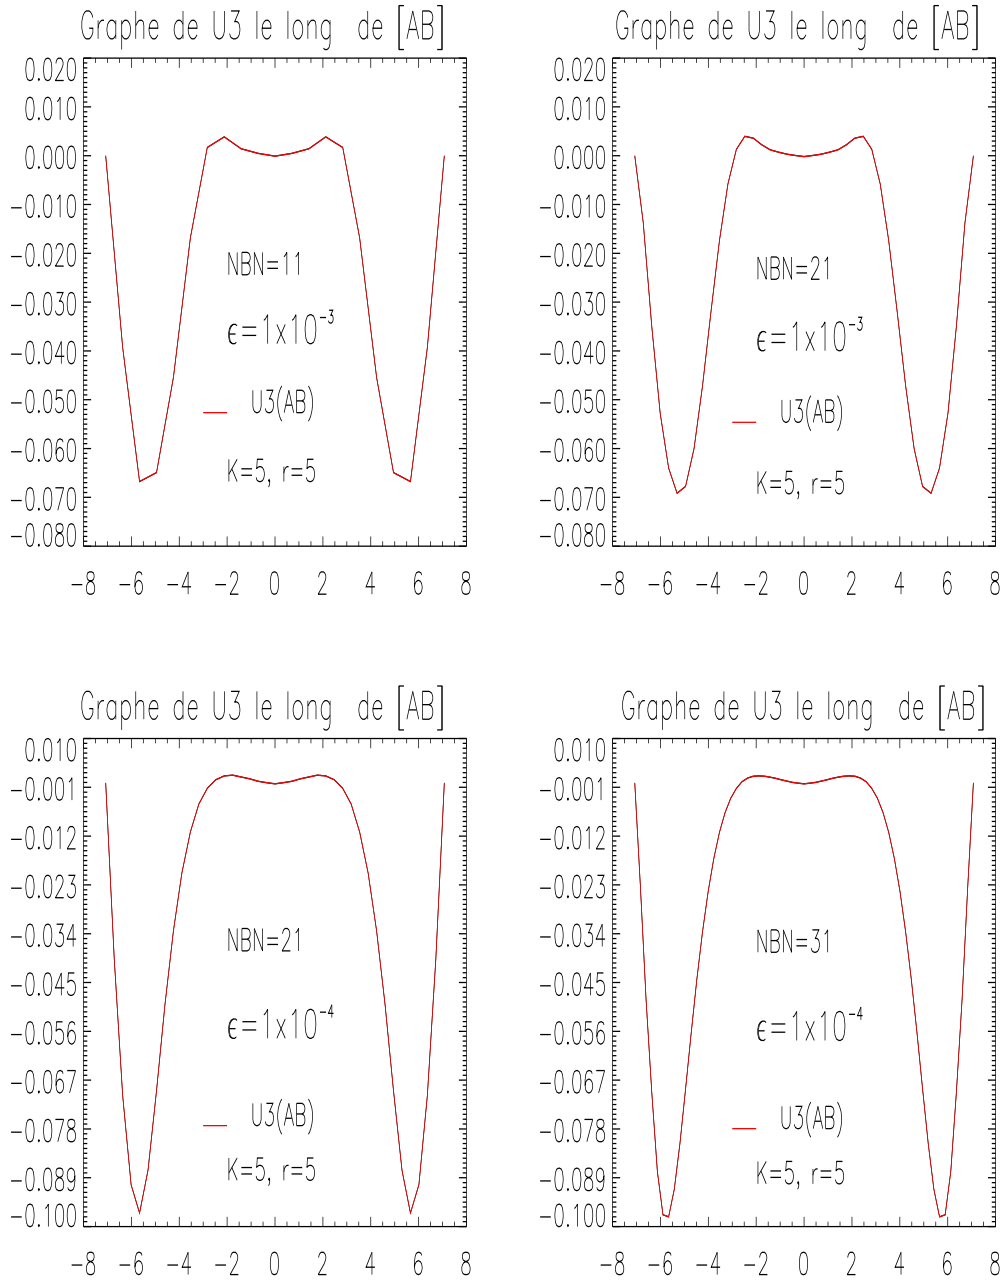 Graphe de U3 le long de [AB]
0.020
0.010
0.000
−0.010
−0.020
−0.030
−0.040
−0.050
−0.060
−0.070
−0.080
NBN=11
ϵ=1x10⁻³
U3(AB)
K=5, r=5
−8 −6 −4 −2 0 2 4 6 8
Graphe de U3 le long de [AB]
0.020
0.010
0.000
−0.010
−0.020
−0.030
−0.040
−0.050
−0.060
−0.070
−0.080
NBN=21
ϵ=1x10⁻³
U3(AB)
K=5, r=5
−8 −6 −4 −2 0 2 4 6 8
Graphe de U3 le long de [AB]
0.010
−0.001
−0.012
−0.023
−0.034
−0.045
−0.056
−0.067
−0.078
−0.089
−0.100
NBN=21
ϵ=1x10⁻⁴
U3(AB)
K=5, r=5
−8 −6 −4 −2 0 2 4 6 8
Graphe de U3 le long de [AB]
0.010
−0.001
−0.012
−0.023
−0.034
−0.045
−0.056
−0.067
−0.078
−0.089
−0.100
NBN=31
ϵ=1x10⁻⁴
U3(AB)
K=5, r=5
−8 −6 −4 −2 0 2 4 6 8